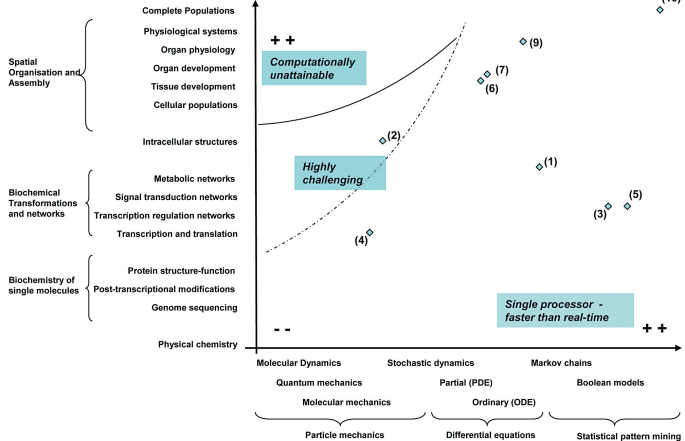 Complete Populations
Physiological systems
Organ physiology
Spatial
Organisation and
Assembly
Organ development
Tissue development
Cellular populations
Intracellular structures
Metabolic networks
Biochemical
Transformations
and networks
Signal transduction networks
Transcription regulation networks
Transcription and translation
Protein structure-function
Biochemistry of
single molecules
Post-transcriptional modifications
Genome sequencing
Physical chemistry
+ +
Computationally
unattainable
(9)
(7)
(6)
(2)
Highly
challenging
(1)
(5)
(3)
(4)
Single processor -
faster than real-time
- -
+ +
Molecular Dynamics
Stochastic dynamics
Markov chains
Quantum mechanics
Partial (PDE)
Boolean models
Molecular mechanics
Ordinary (ODE)
Particle mechanics
Differential equations
Statistical pattern mining